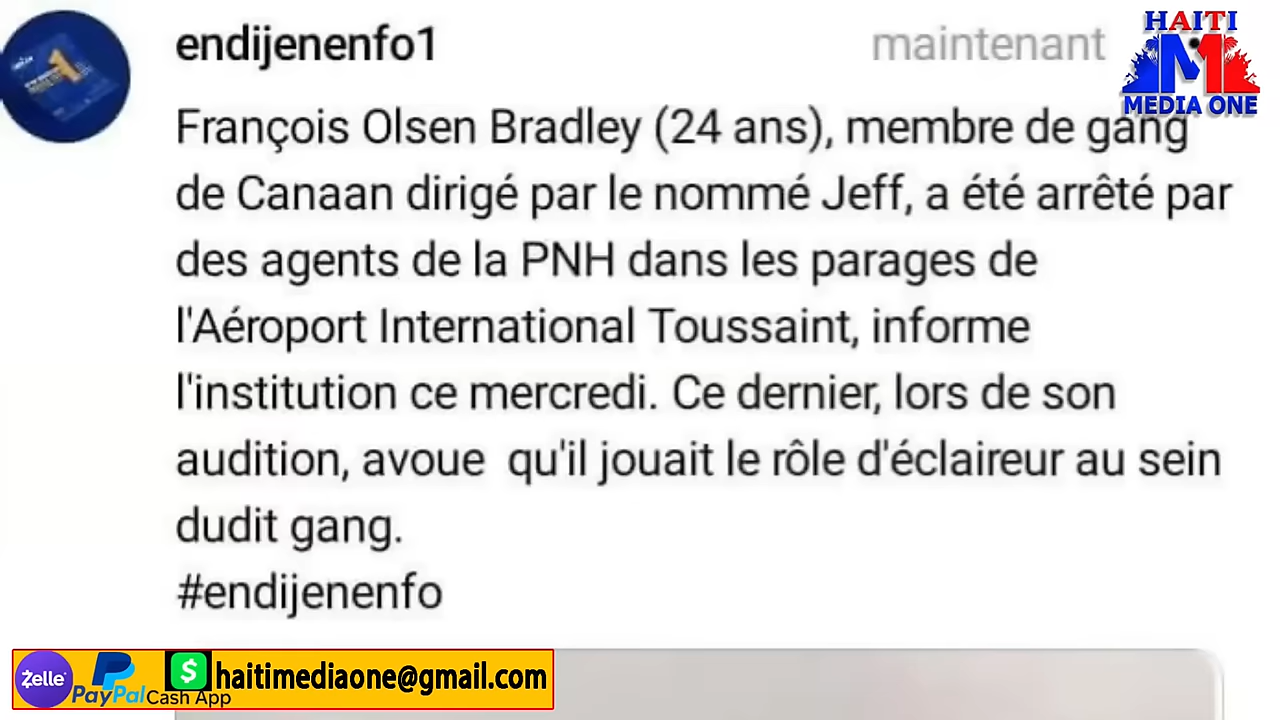 endijenenfo1
maintenant
HAITI
M1
MEDIA ONE
François Olsen Bradley (24 ans), membre de gang
de Canaan dirigé par le nommé Jeff, a été arrêté par
des agents de la PNH dans les parages de
l'Aéroport International Toussaint, informe
l'institution ce mercredi. Ce dernier, lors de son
audition, avoue qu'il jouait le rôle d'éclaireur au sein
dudit gang.
#endijenenfo
Zelle
PayPal
$
Cash App
haitimediaone@gmail.com